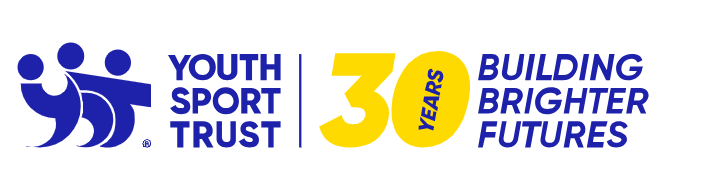 YOUTH
SPORT
TRUST
®
30
YEARS
BUILDING
BRIGHTER
FUTURES